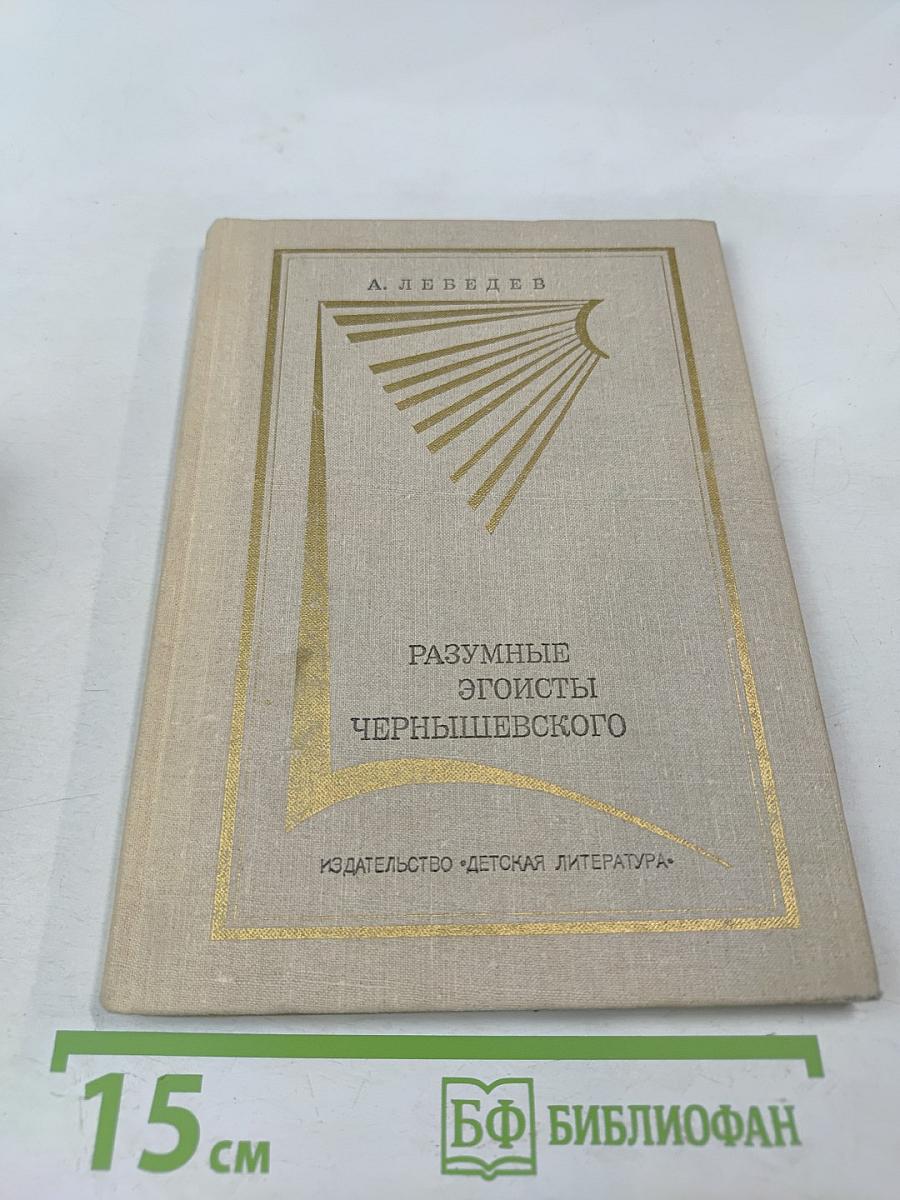 А. ЛЕБЕДЕВ
РАЗУМНЫЕ
ЭГОИСТЫ
ЧЕРНЫШЕВСКОГО
ИЗДАТЕЛЬСТВО «ДЕТСКАЯ ЛИТЕРАТУРА»
15 см
БФ БИБЛИОФАН